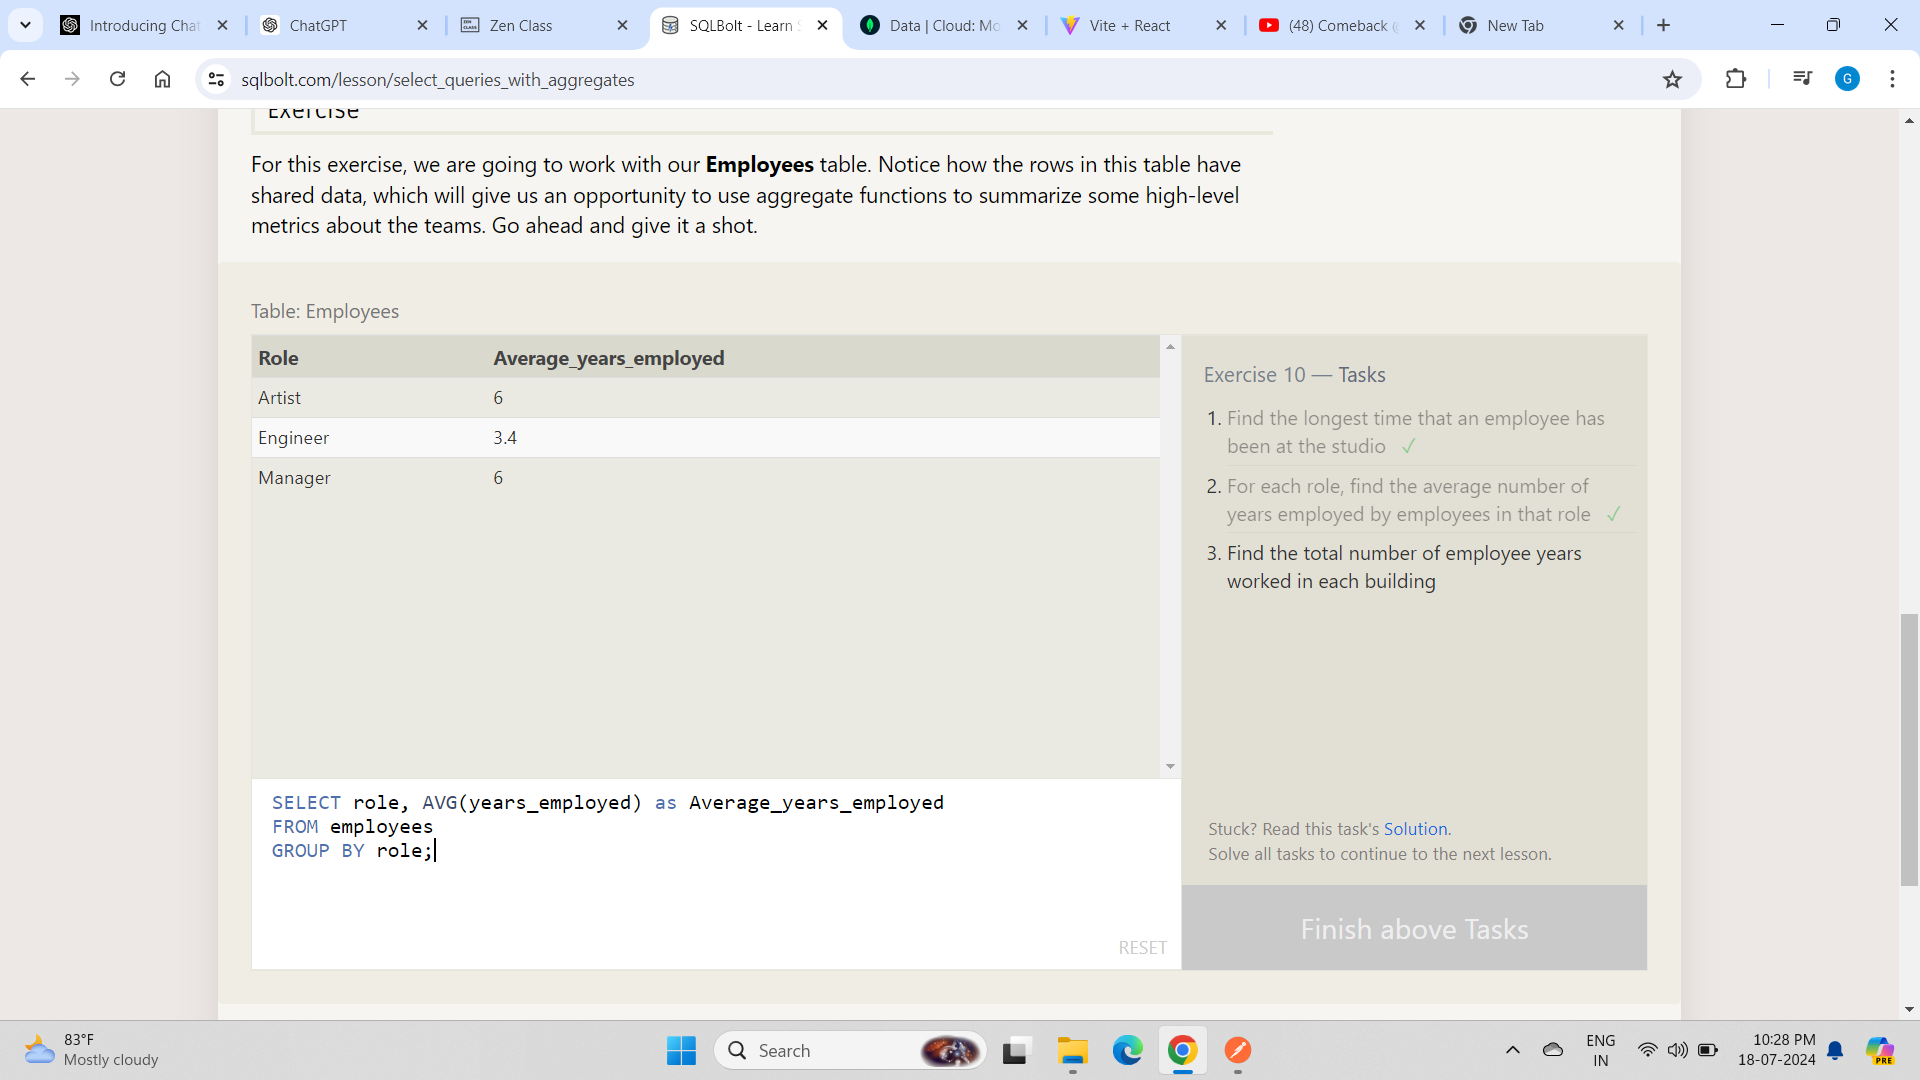 Introducing Chat
ChatGPT
Zen Class
SQLBolt - Learn S
Data | Cloud: Mo
Vite + React
(48) Comeback
New Tab
sqlbolt.com/lesson/select_queries_with_aggregates
G
Exercise
For this exercise, we are going to work with our Employees table. Notice how the rows in this table have
shared data, which will give us an opportunity to use aggregate functions to summarize some high-level
metrics about the teams. Go ahead and give it a shot.
Table: Employees
Role Average_years_employed
Artist 6
Engineer 3.4
Manager 6
Exercise 10 — Tasks
1. Find the longest time that an employee has
been at the studio ✓
2. For each role, find the average number of
years employed by employees in that role ✓
3. Find the total number of employee years
worked in each building
SELECT role, AVG(years_employed) as Average_years_employed
FROM employees
GROUP BY role;
RESET
Stuck? Read this task's Solution.
Solve all tasks to continue to the next lesson.
Finish above Tasks
83°F
Mostly cloudy
Search
ENG
IN
10:28 PM
18-07-2024
PRE